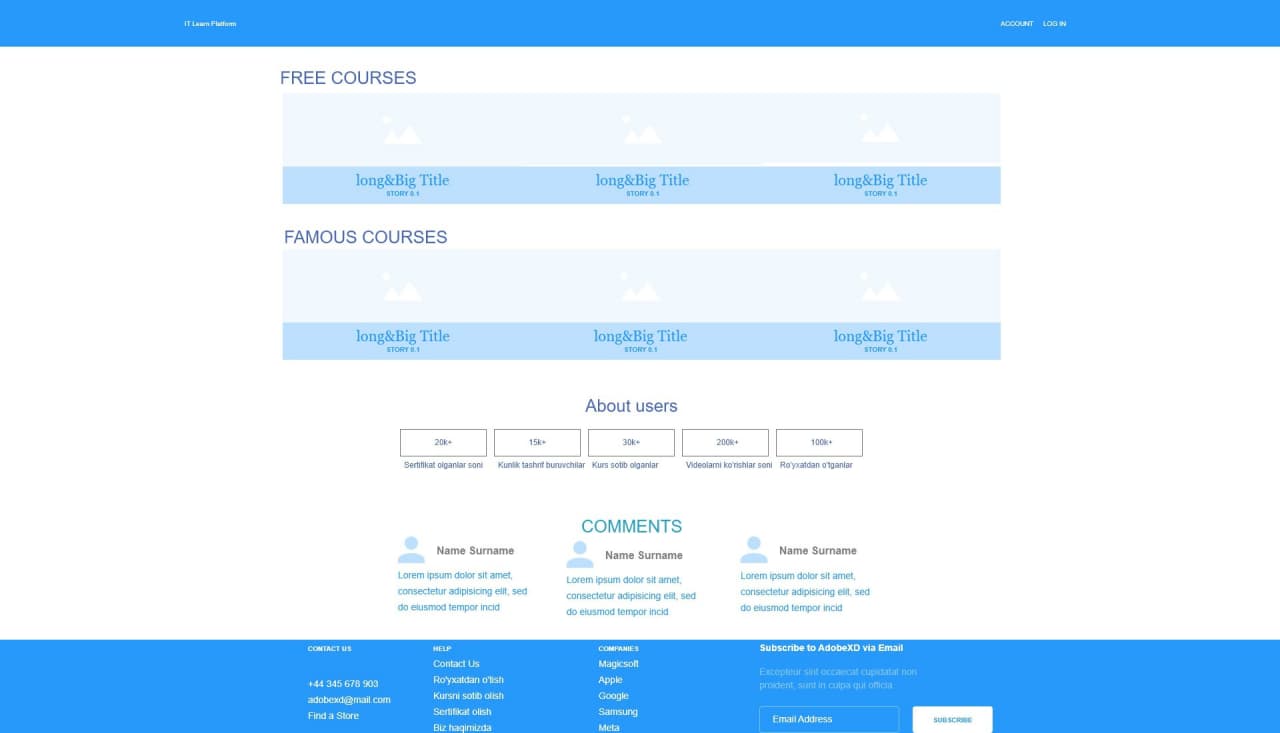 IT Learn Platform
ACCOUNT LOG IN
FREE COURSES
long&Big Title
STORY 0.1
long&Big Title
STORY 0.1
long&Big Title
STORY 0.1
FAMOUS COURSES
long&Big Title
STORY 0.1
long&Big Title
STORY 0.1
long&Big Title
STORY 0.1
About users
20k+
Sertifikat olganlar soni
15k+
Kunlik tashrif buruvchilar
30k+
Kurs sotib olganlar
200k+
Videolarni ko'rishlar soni
100k+
Ro'yxatdan o'tganlar
COMMENTS
Name Surname
Lorem ipsum dolor sit amet,
consectetur adipisicing elit, sed
do eiusmod tempor incid
Name Surname
Lorem ipsum dolor sit amet,
consectetur adipisicing elit, sed
do eiusmod tempor incid
Name Surname
Lorem ipsum dolor sit amet,
consectetur adipisicing elit, sed
do eiusmod tempor incid
CONTACT US
+44 345 678 903
adobexd@mail.com
Find a Store
HELP
Contact Us
Ro'yxatdan o'tish
Kursni sotib olish
Sertifikat olish
Biz haqimizda
COMPANIES
Magicsoft
Apple
Google
Samsung
Meta
Subscribe to AdobeXD via Email
Excepteur sint occaecat cupidatat non
proident, sunt in culpa qui officia
Email Address
SUBSCRIBE